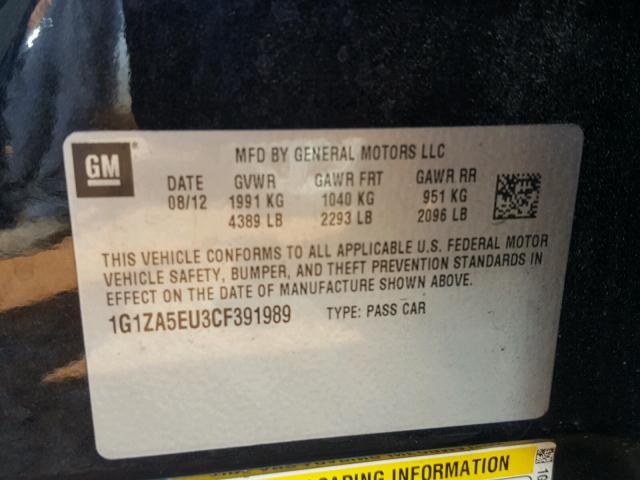 GM
MFD BY GENERAL MOTORS LLC
DATE GVWR GAWR FRT GAWR RR
08/12 1991 KG 1040 KG 951 KG
4389 LB 2293 LB 2096 LB
THIS VEHICLE CONFORMS TO ALL APPLICABLE U.S. FEDERAL MOTOR
VEHICLE SAFETY, BUMPER, AND THEFT PREVENTION STANDARDS IN
EFFECT ON THE DATE OF MANUFACTURE SHOWN ABOVE.
1G1ZA5EU3CF391989 TYPE: PASS CAR
INFORMATION